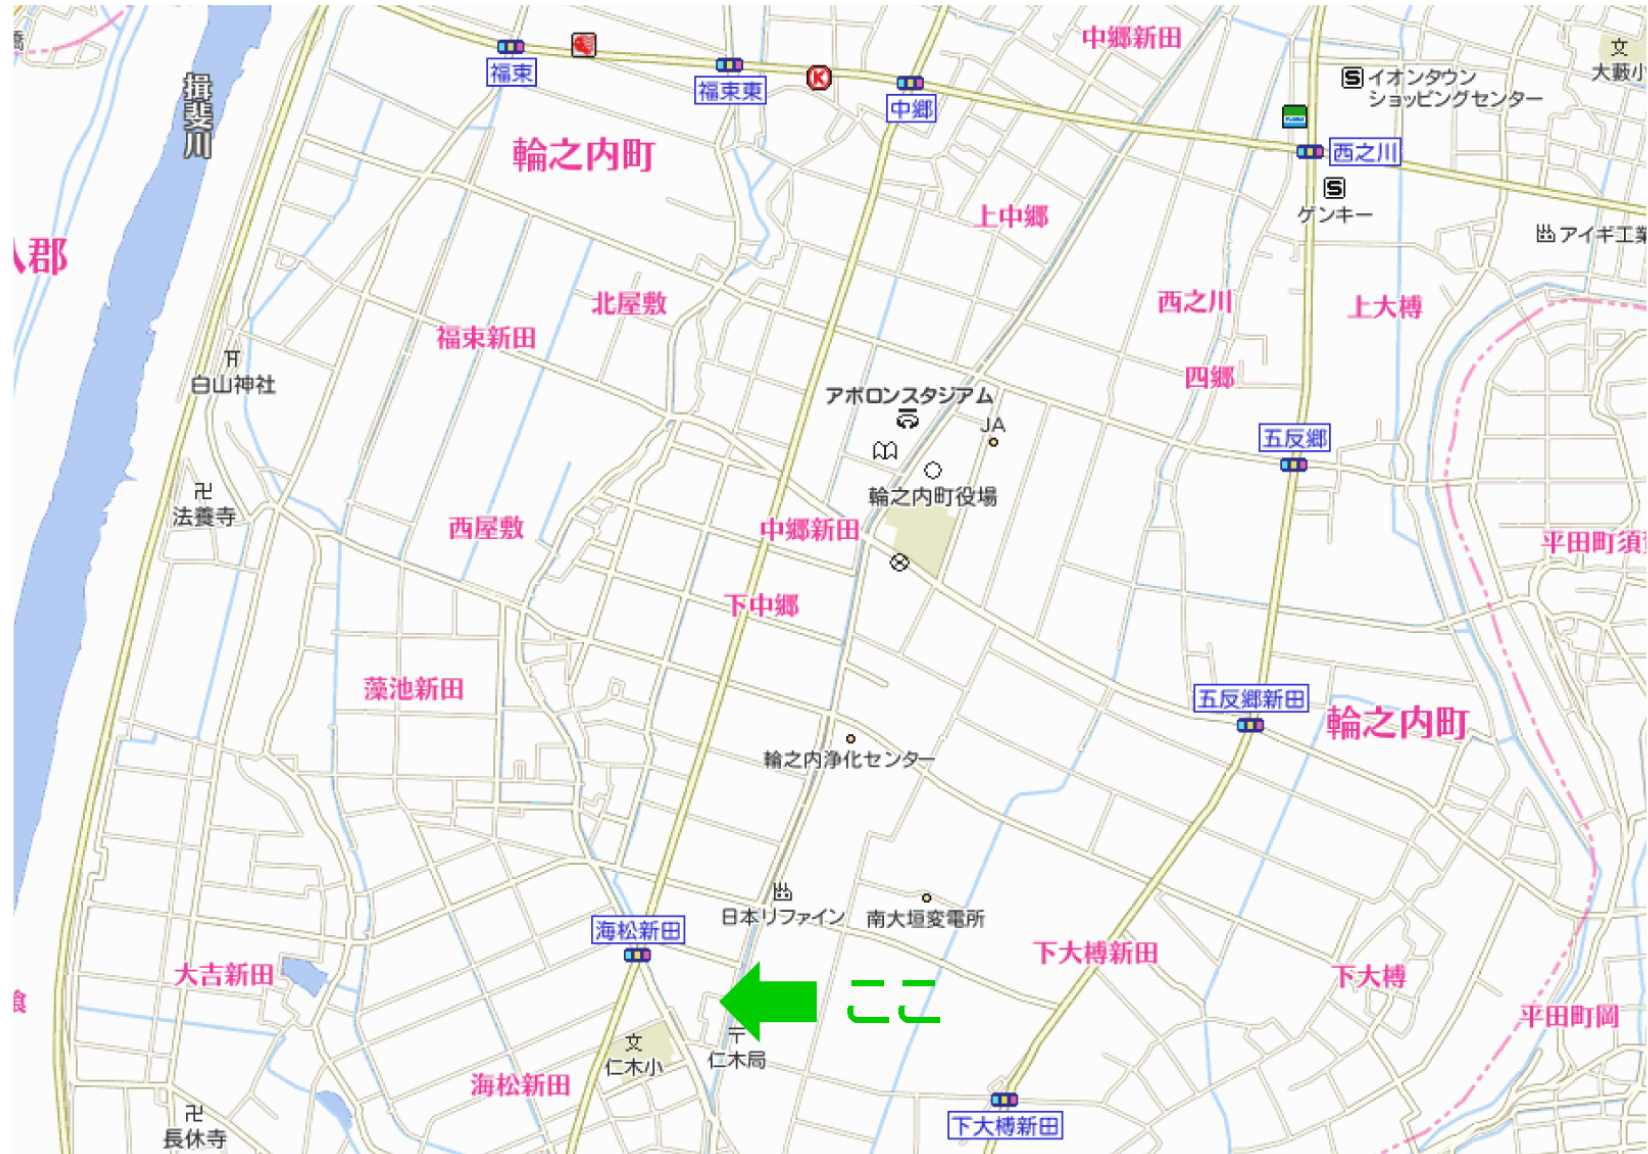 中郷新田
福束
福束東
K
中郷
S イオンタウン
ショッピングセンター
文
大藪小
揖斐川
輪之内町
西之川
S
ゲンキー
上中郷
アイギ工業
郡
北屋敷
西之川
上大榑
福束新田
白山神社
四郷
アポロンスタジアム
JA
五反郷
卍
法養寺
輪之内町役場
西屋敷
中郷新田
平田町須
下中郷
藻池新田
五反郷新田
輪之内町
輪之内浄化センター
日本リファイン
南大垣変電所
海松新田
下大榑新田
大吉新田
下大榑
ここ
平田町岡
文
仁木小
〒
仁木局
海松新田
卍
長休寺
下大榑新田